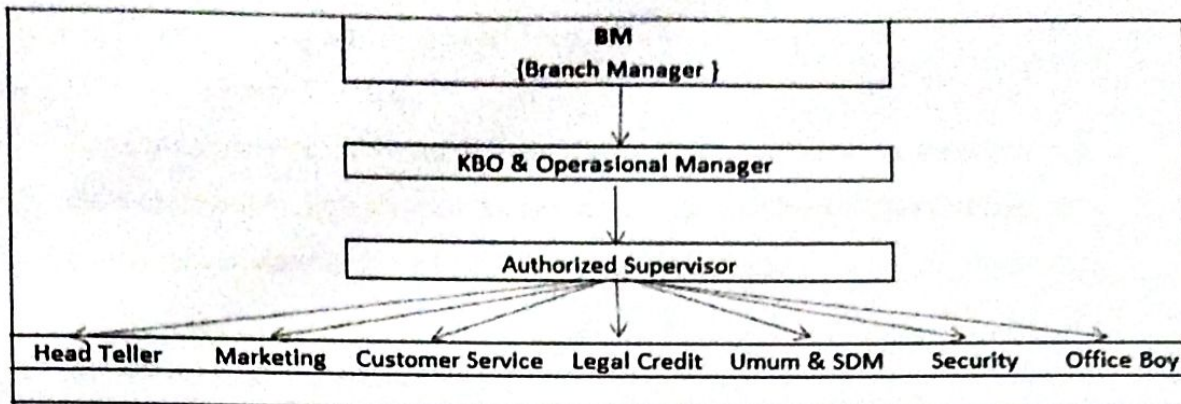 BM
{Branch Manager }
KBO & Operasional Manager
Authorized Supervisor
Head Teller Marketing Customer Service Legal Credit Umum & SDM Security Office Boy